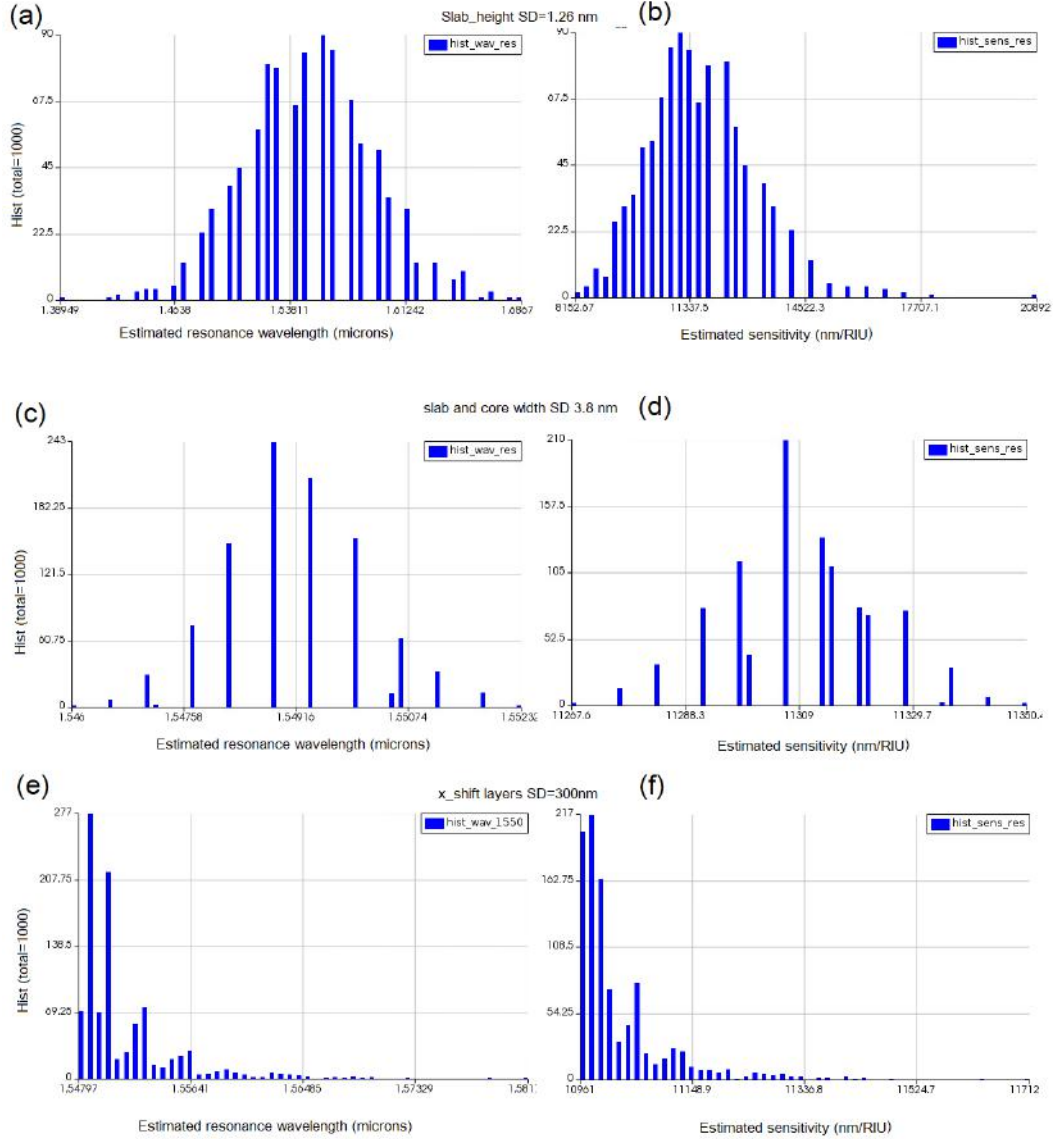 (a)
Slab_height SD=1.26 nm
(b)
90
67.5
45
22.5
0
Hist (total=1000)
hist_wav_res
1.38949 1.4638 1.53811 1.61242 1.6867
Estimated resonance wavelength (microns)
90
67.5
45
22.5
0
hist_sens_res
8152.67 11337.5 14522.3 17707.1 20892
Estimated sensitivity (nm/RIU)
(c)
slab and core width SD 3.8 nm
(d)
243
182.25
121.5
60.75
0
Hist (total=1000)
hist_wav_res
1.546 1.54758 1.54916 1.55074 1.55232
Estimated resonance wavelength (microns)
210
157.5
105
52.5
0
hist_sens_res
11267.6 11288.3 11309 11329.7 11350.4
Estimated sensitivity (nm/RIU)
(e)
x_shift layers SD=300nm
(f)
277
207.75
138.5
69.25
0
Hist (total=1000)
hist_wav_1550
1.54797 1.55641 1.56485 1.57329
Estimated resonance wavelength (microns)
217
162.75
108.5
54.25
0
hist_sens_res
10961 11148.9 11336.8 11524.7 11712
Estimated sensitivity (nm/RIU)